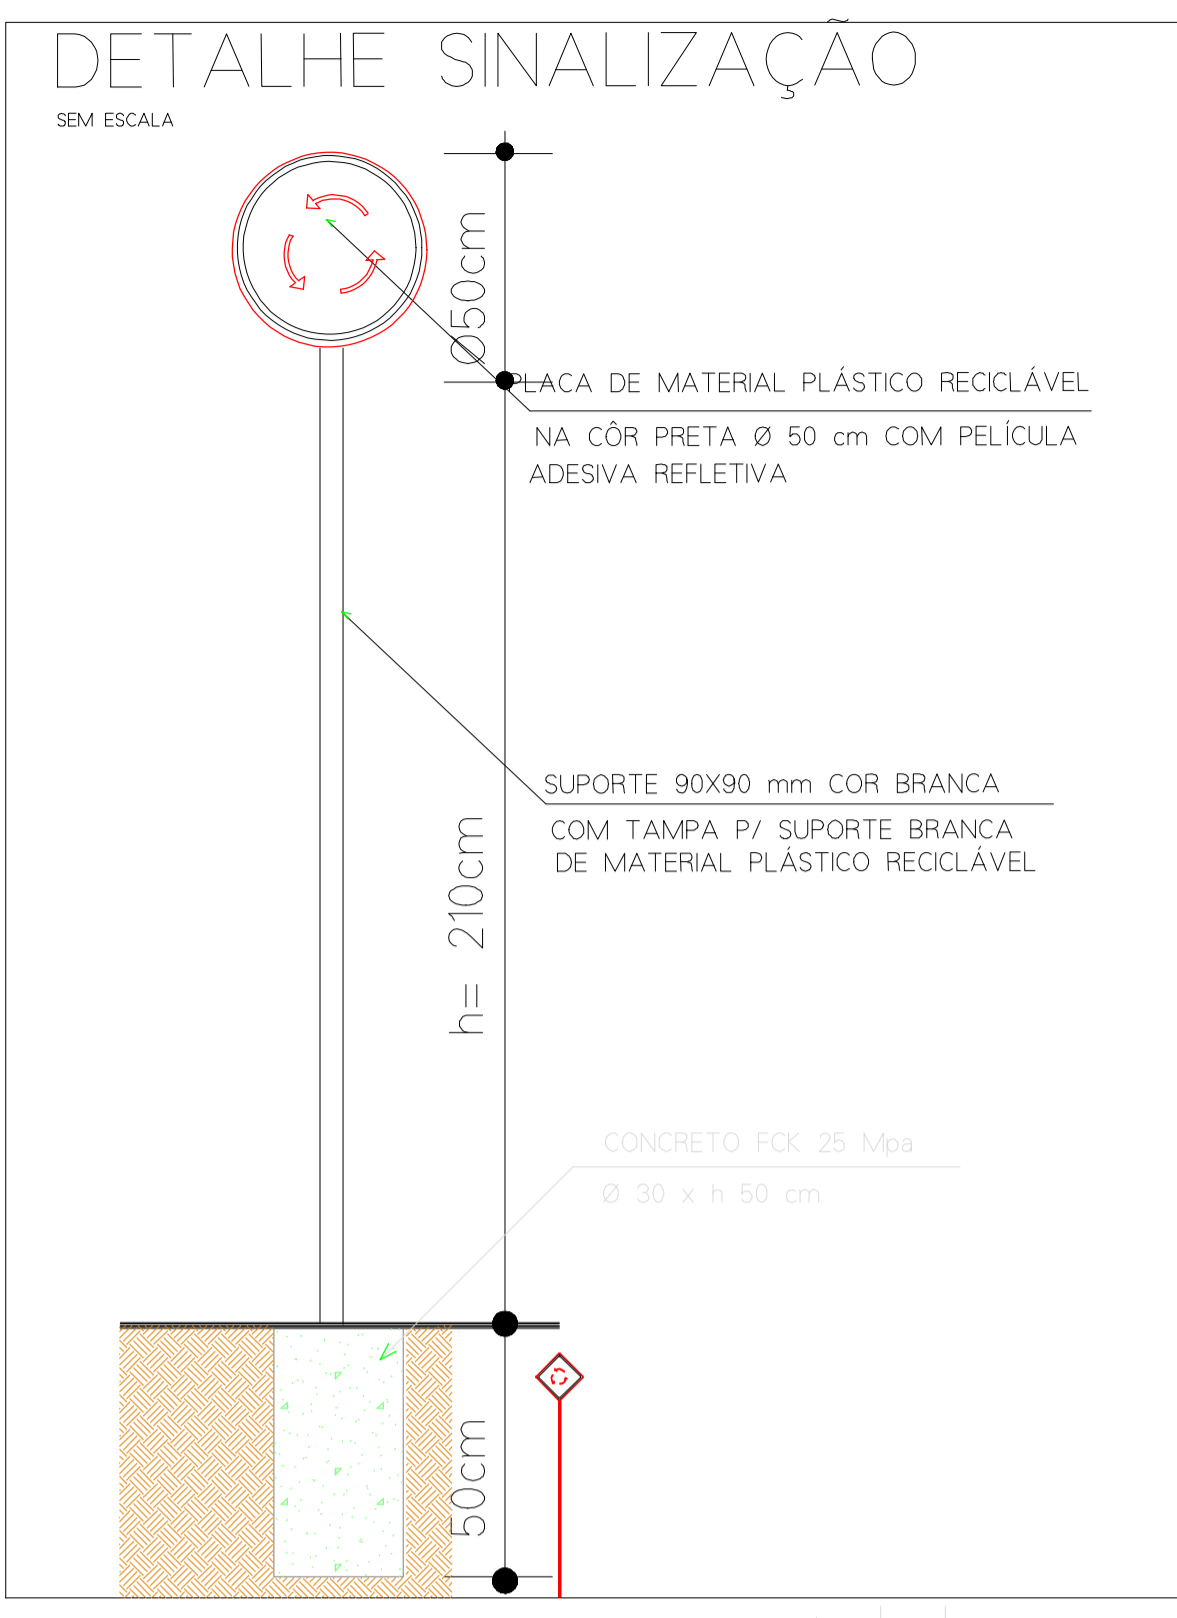 DETALHE SINALIZAÇÃO
SEM ESCALA
Ø50cm
PLACA DE MATERIAL PLÁSTICO RECICLÁVEL
NA CÔR PRETA Ø 50 cm COM PELÍCULA
ADESIVA REFLETIVA
SUPORTE 90X90 mm COR BRANCA
COM TAMPA P/ SUPORTE BRANCA
DE MATERIAL PLÁSTICO RECICLÁVEL
h= 210cm
CONCRETO FCK 25 Mpa
Ø 30 x h 50 cm
50cm